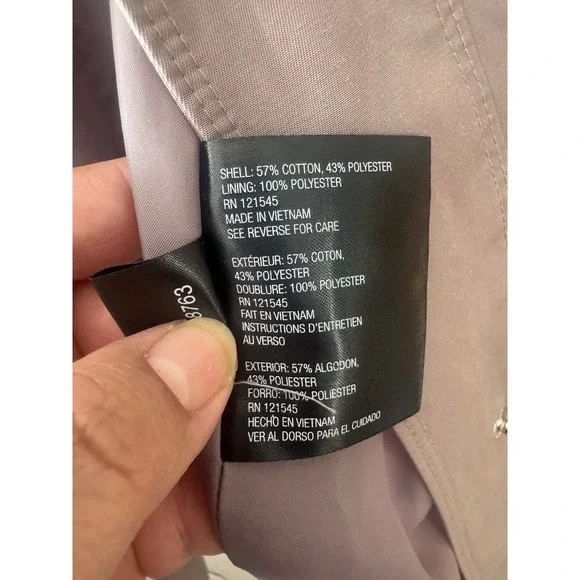 SHELL: 57% COTTON, 43% POLYESTER
LINING: 100% POLYESTER
RN 121545
MADE IN VIETNAM
SEE REVERSE FOR CARE
EXTÉRIEUR: 57% COTON,
43% POLYESTER
DOUBLURE: 100% POLYESTER
RN 121545
FAIT EN VIETNAM
INSTRUCTIONS D'ENTRETIEN
AU VERSO
EXTERIOR: 57% ALGODON,
43% POLIESTER
FORRO: 100% POLIESTER
RN 121545
HECHO EN VIETNAM
VER AL DORSO PARA EL CUIDADO
8763